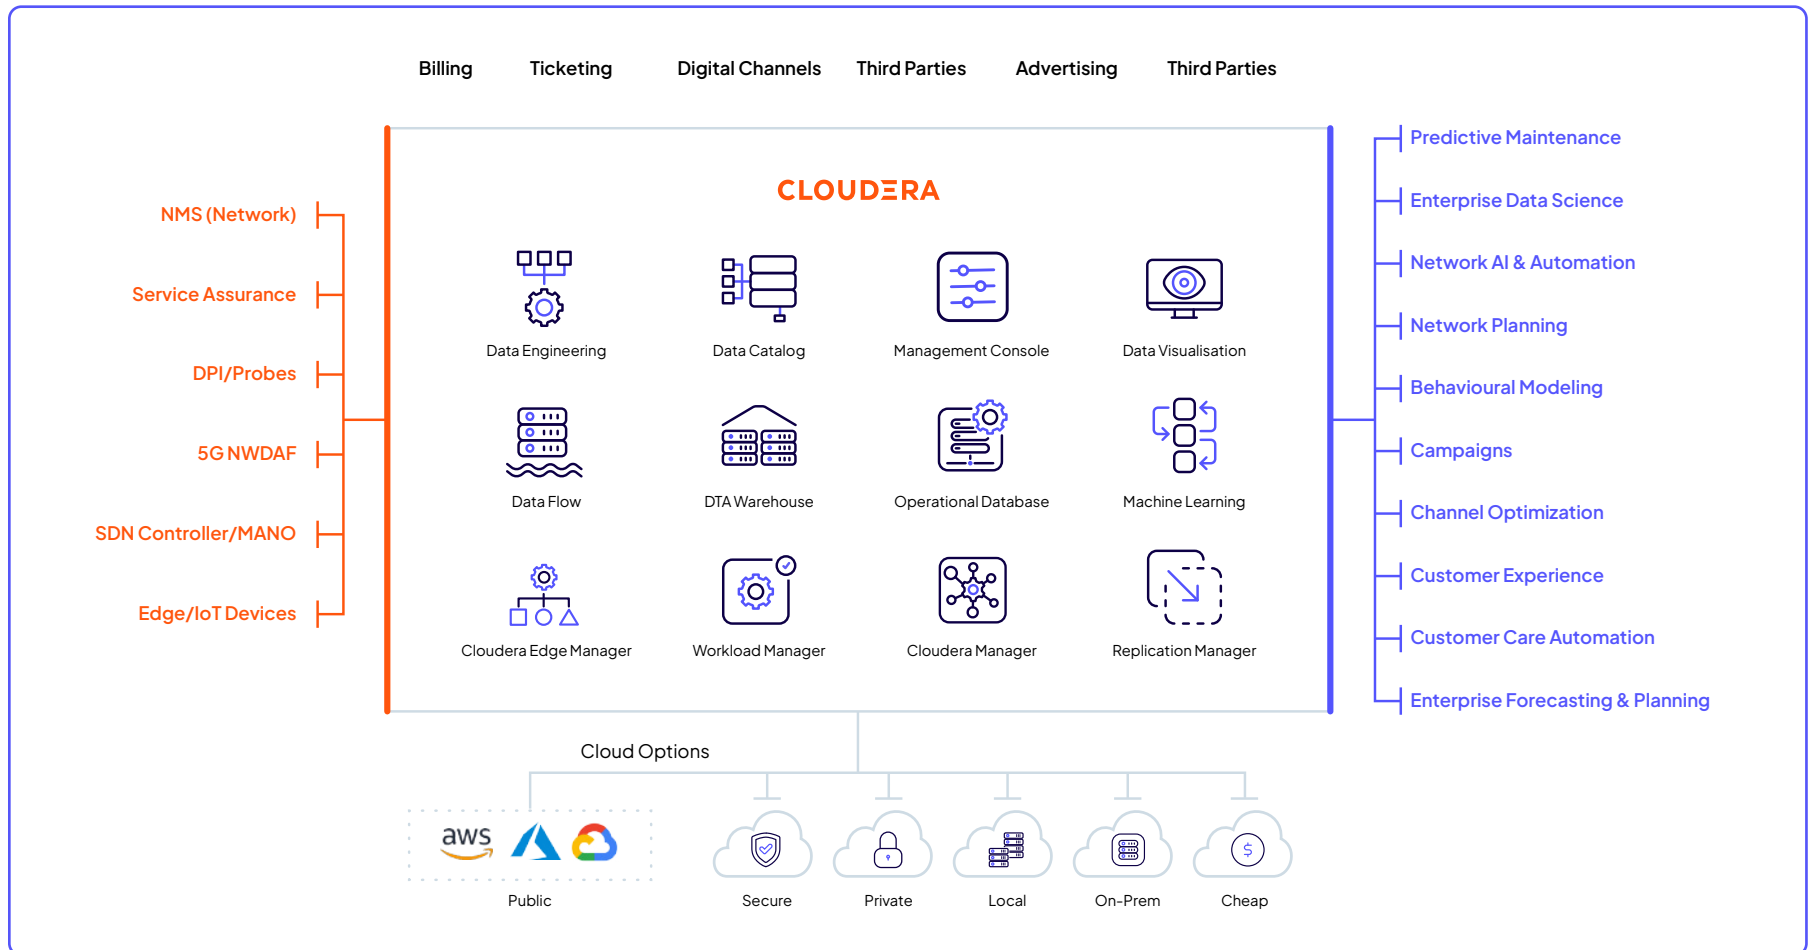 Billing
Ticketing
Digital Channels
Third Parties
Advertising
Third Parties
NMS (Network)
Service Assurance
DPI/Probes
5G NWDAF
SDN Controller/MANO
Edge/IoT Devices
CLOUDERA
Data Engineering
Data Catalog
Management Console
Data Visualisation
Data Flow
DTA Warehouse
Operational Database
Machine Learning
Cloudera Edge Manager
Workload Manager
Cloudera Manager
Replication Manager
Predictive Maintenance
Enterprise Data Science
Network AI & Automation
Network Planning
Behavioural Modeling
Campaigns
Channel Optimization
Customer Experience
Customer Care Automation
Enterprise Forecasting & Planning
Cloud Options
aws
$
Public
Secure
Private
Local
On-Prem
Cheap